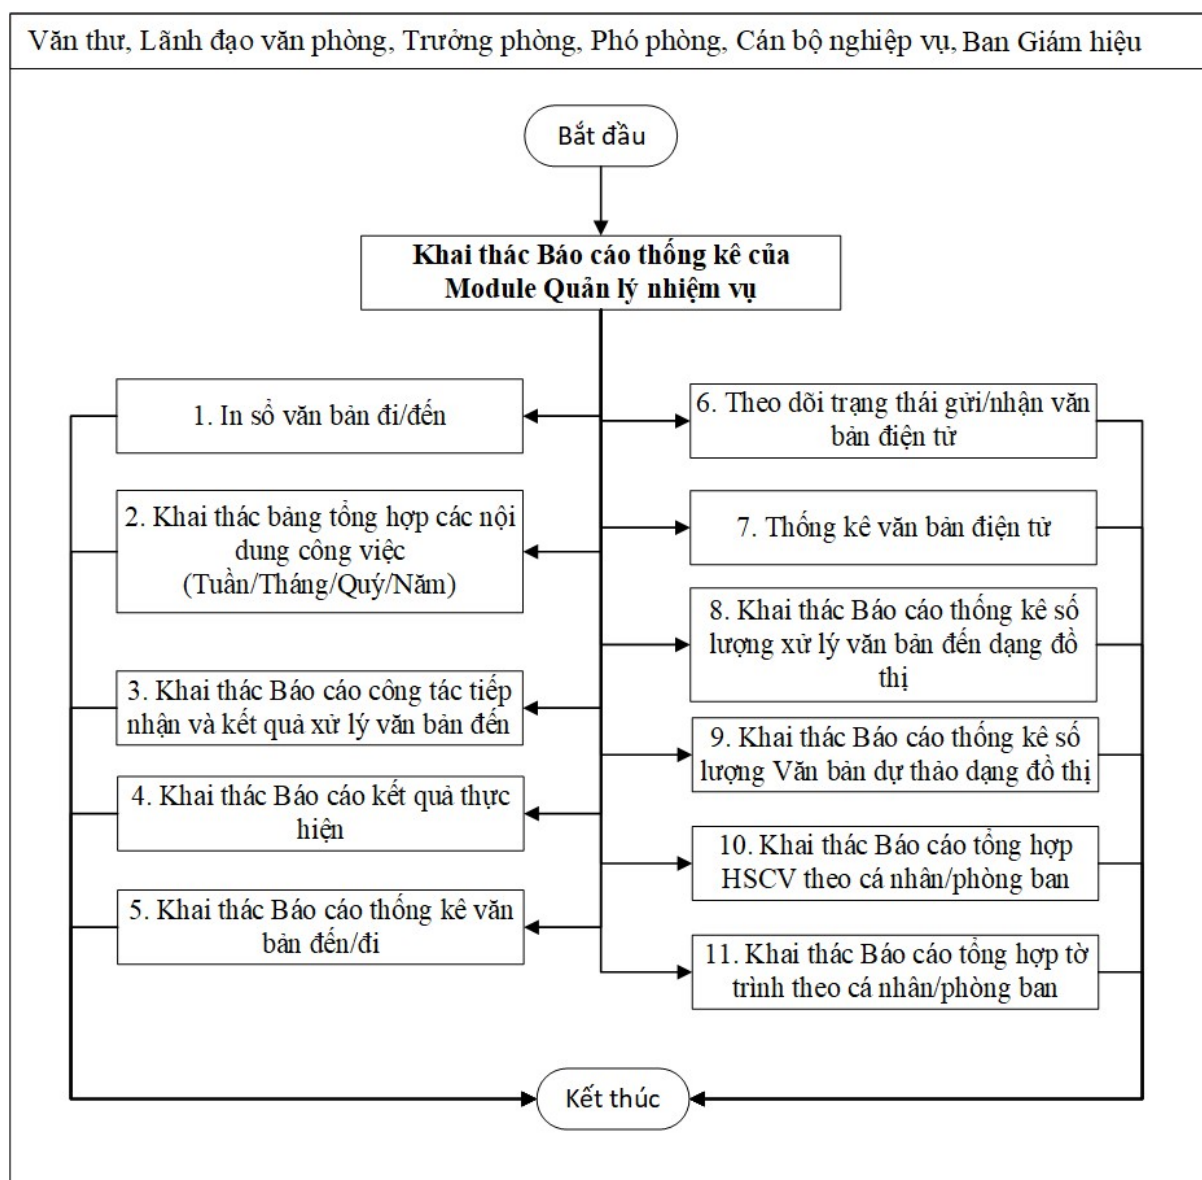 Văn thư, Lãnh đạo văn phòng, Trưởng phòng, Phó phòng, Cán bộ nghiệp vụ, Ban Giám hiệu
Bắt đầu
Khai thác Báo cáo thống kê của
Module Quản lý nhiệm vụ
1. In sổ văn bản đi/đến
2. Khai thác bảng tổng hợp các nội
dung công việc
(Tuần/Tháng/Quý/Năm)
3. Khai thác Báo cáo công tác tiếp
nhận và kết quả xử lý văn bản đến
4. Khai thác Báo cáo kết quả thực
hiện
5. Khai thác Báo cáo thống kê văn
bản đến/đi
6. Theo dõi trạng thái gửi/nhận văn
bản điện tử
7. Thống kê văn bản điện tử
8. Khai thác Báo cáo thống kê số
lượng xử lý văn bản đến dạng đồ
thị
9. Khai thác Báo cáo thống kê số
lượng Văn bản dự thảo dạng đồ thị
10. Khai thác Báo cáo tổng hợp
HSCV theo cá nhân/phòng ban
11. Khai thác Báo cáo tổng hợp tờ
trình theo cá nhân/phòng ban
Kết thúc